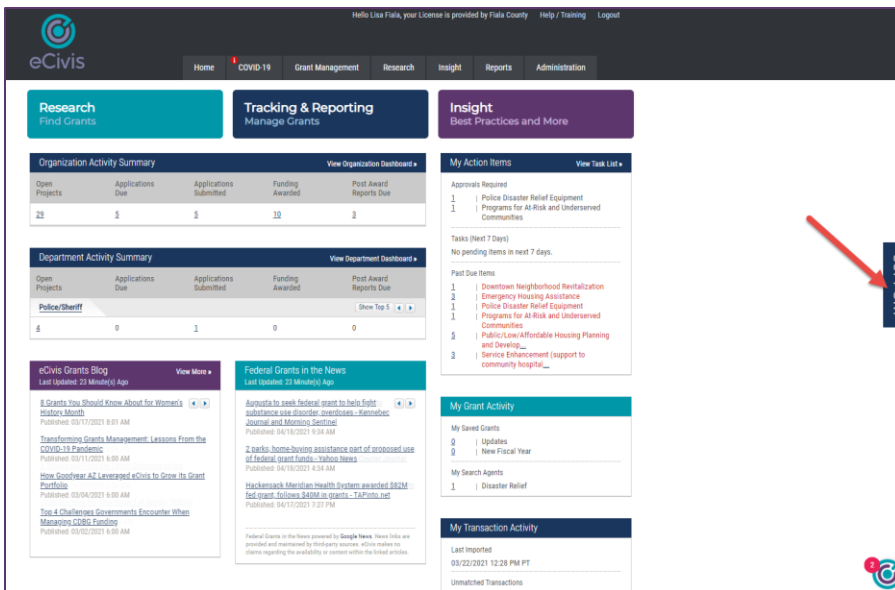 Hello Lisa Fiala, your License is provided by Fiala County Help / Training Logout
eCivis
Home
COVID-19
Grant Management
Research
Insight
Reports
Administration
Research
Find Grants
Tracking & Reporting
Manage Grants
Insight
Best Practices and More
Organization Activity Summary View Organization Dashboard »
Open Projects
Applications Due
Applications Submitted
Funding Awarded
Post Award Reports Due
29 5 5 10 3
Department Activity Summary View Department Dashboard »
Open Projects
Applications Due
Applications Submitted
Funding Awarded
Post Award Reports Due
Police/Sheriff Show Top 5
4 0 1 0 0
eCivis Grants Blog View More »
Last Updated: 23 Minute(s) Ago
8 Grants You Should Know About for Women's
History Month
Published: 03/17/2021 8:01 AM
Transforming Grants Management: Lessons From the
COVID-19 Pandemic
Published: 03/11/2021 6:00 AM
How Goodyear AZ Leveraged eCivis to Grow its Grant
Portfolio
Published: 03/04/2021 6:00 AM
Top 4 Challenges Governments Encounter When
Managing CDBG Funding
Published: 03/02/2021 6:00 AM
Federal Grants in the News
Last Updated: 23 Minute(s) Ago
Augusta to seek federal grant to help fight
substance use disorder, overdoses - Kennebec
Journal and Morning Sentinel
Published: 04/18/2021 9:34 AM
2 parks, home-buying assistance part of proposed use
of federal grant funds - Yahoo News
Published: 04/18/2021 4:34 AM
Hackensack Meridian Health System awarded $82M
fed grant, follows $40M in grants - TAPinto.net
Published: 04/17/2021 7:37 PM
Federal Grants in the News powered by Google News. News links are
provided and maintained by third-party sources. eCivis makes no
claims regarding the availability or content within the linked articles.
My Action Items View Task List »
Approvals Required
1 | Police Disaster Relief Equipment
1 | Programs for At-Risk and Underserved
Communities
Tasks (Next 7 Days)
No pending items in next 7 days.
Past Due Items
1 | Downtown Neighborhood Revitalization
3 | Emergency Housing Assistance
1 | Police Disaster Relief Equipment
1 | Programs for At-Risk and Underserved
Communities
5 | Public/Low/Affordable Housing Planning
and Develop...
3 | Service Enhancement (support to
community hospital...
My Grant Activity
My Saved Grants
0 | Updates
0 | New Fiscal Year
My Search Agents
1 | Disaster Relief
My Transaction Activity
Last Imported
03/22/2021 12:28 PM PT
Unmatched Transactions
2